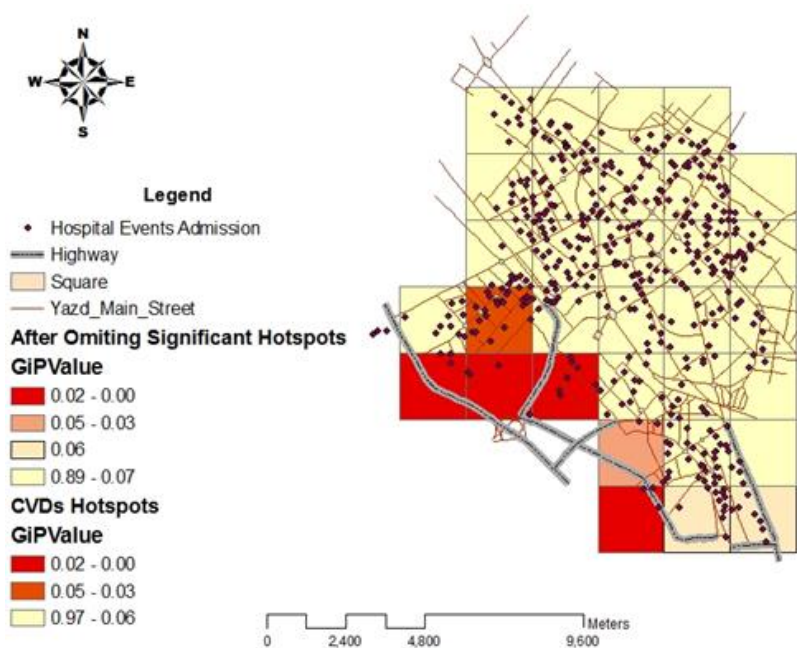 N
W E
S
Legend
Hospital Events Admission
Highway
Square
Yazd_Main_Street
After Omiting Significant Hotspots
GiPValue
0.02 - 0.00
0.05 - 0.03
0.06
0.89 - 0.07
CVDs Hotspots
GiPValue
0.02 - 0.00
0.05 - 0.03
0.97 - 0.06
Meters
0 2,400 4,800 9,600